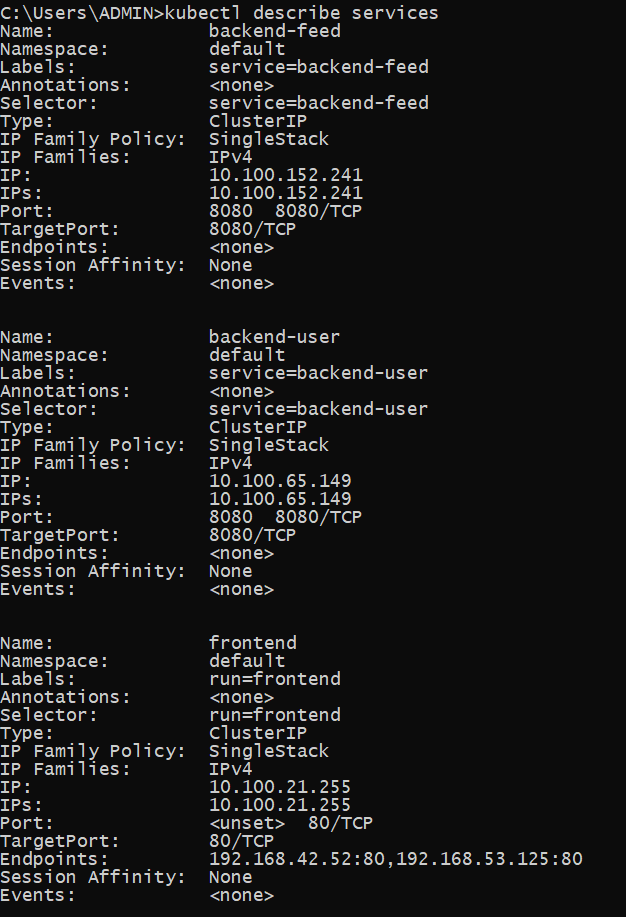 C:\Users\ADMIN>kubectl describe services
Name:              backend-feed
Namespace:         default
Labels:            service=backend-feed
Annotations:       <none>
Selector:          service=backend-feed
Type:              ClusterIP
IP Family Policy:  SingleStack
IP Families:       IPv4
IP:                10.100.152.241
IPs:               10.100.152.241
Port:              8080  8080/TCP
TargetPort:        8080/TCP
Endpoints:         <none>
Session Affinity:  None
Events:            <none>
Name:              backend-user
Namespace:         default
Labels:            service=backend-user
Annotations:       <none>
Selector:          service=backend-user
Type:              ClusterIP
IP Family Policy:  SingleStack
IP Families:       IPv4
IP:                10.100.65.149
IPs:               10.100.65.149
Port:              8080  8080/TCP
TargetPort:        8080/TCP
Endpoints:         <none>
Session Affinity:  None
Events:            <none>
Name:              frontend
Namespace:         default
Labels:            run=frontend
Annotations:       <none>
Selector:          run=frontend
Type:              ClusterIP
IP Family Policy:  SingleStack
IP Families:       IPv4
IP:                10.100.21.255
IPs:               10.100.21.255
Port:              <unset>  80/TCP
TargetPort:        80/TCP
Endpoints:         192.168.42.52:80,192.168.53.125:80
Session Affinity:  None
Events:            <none>